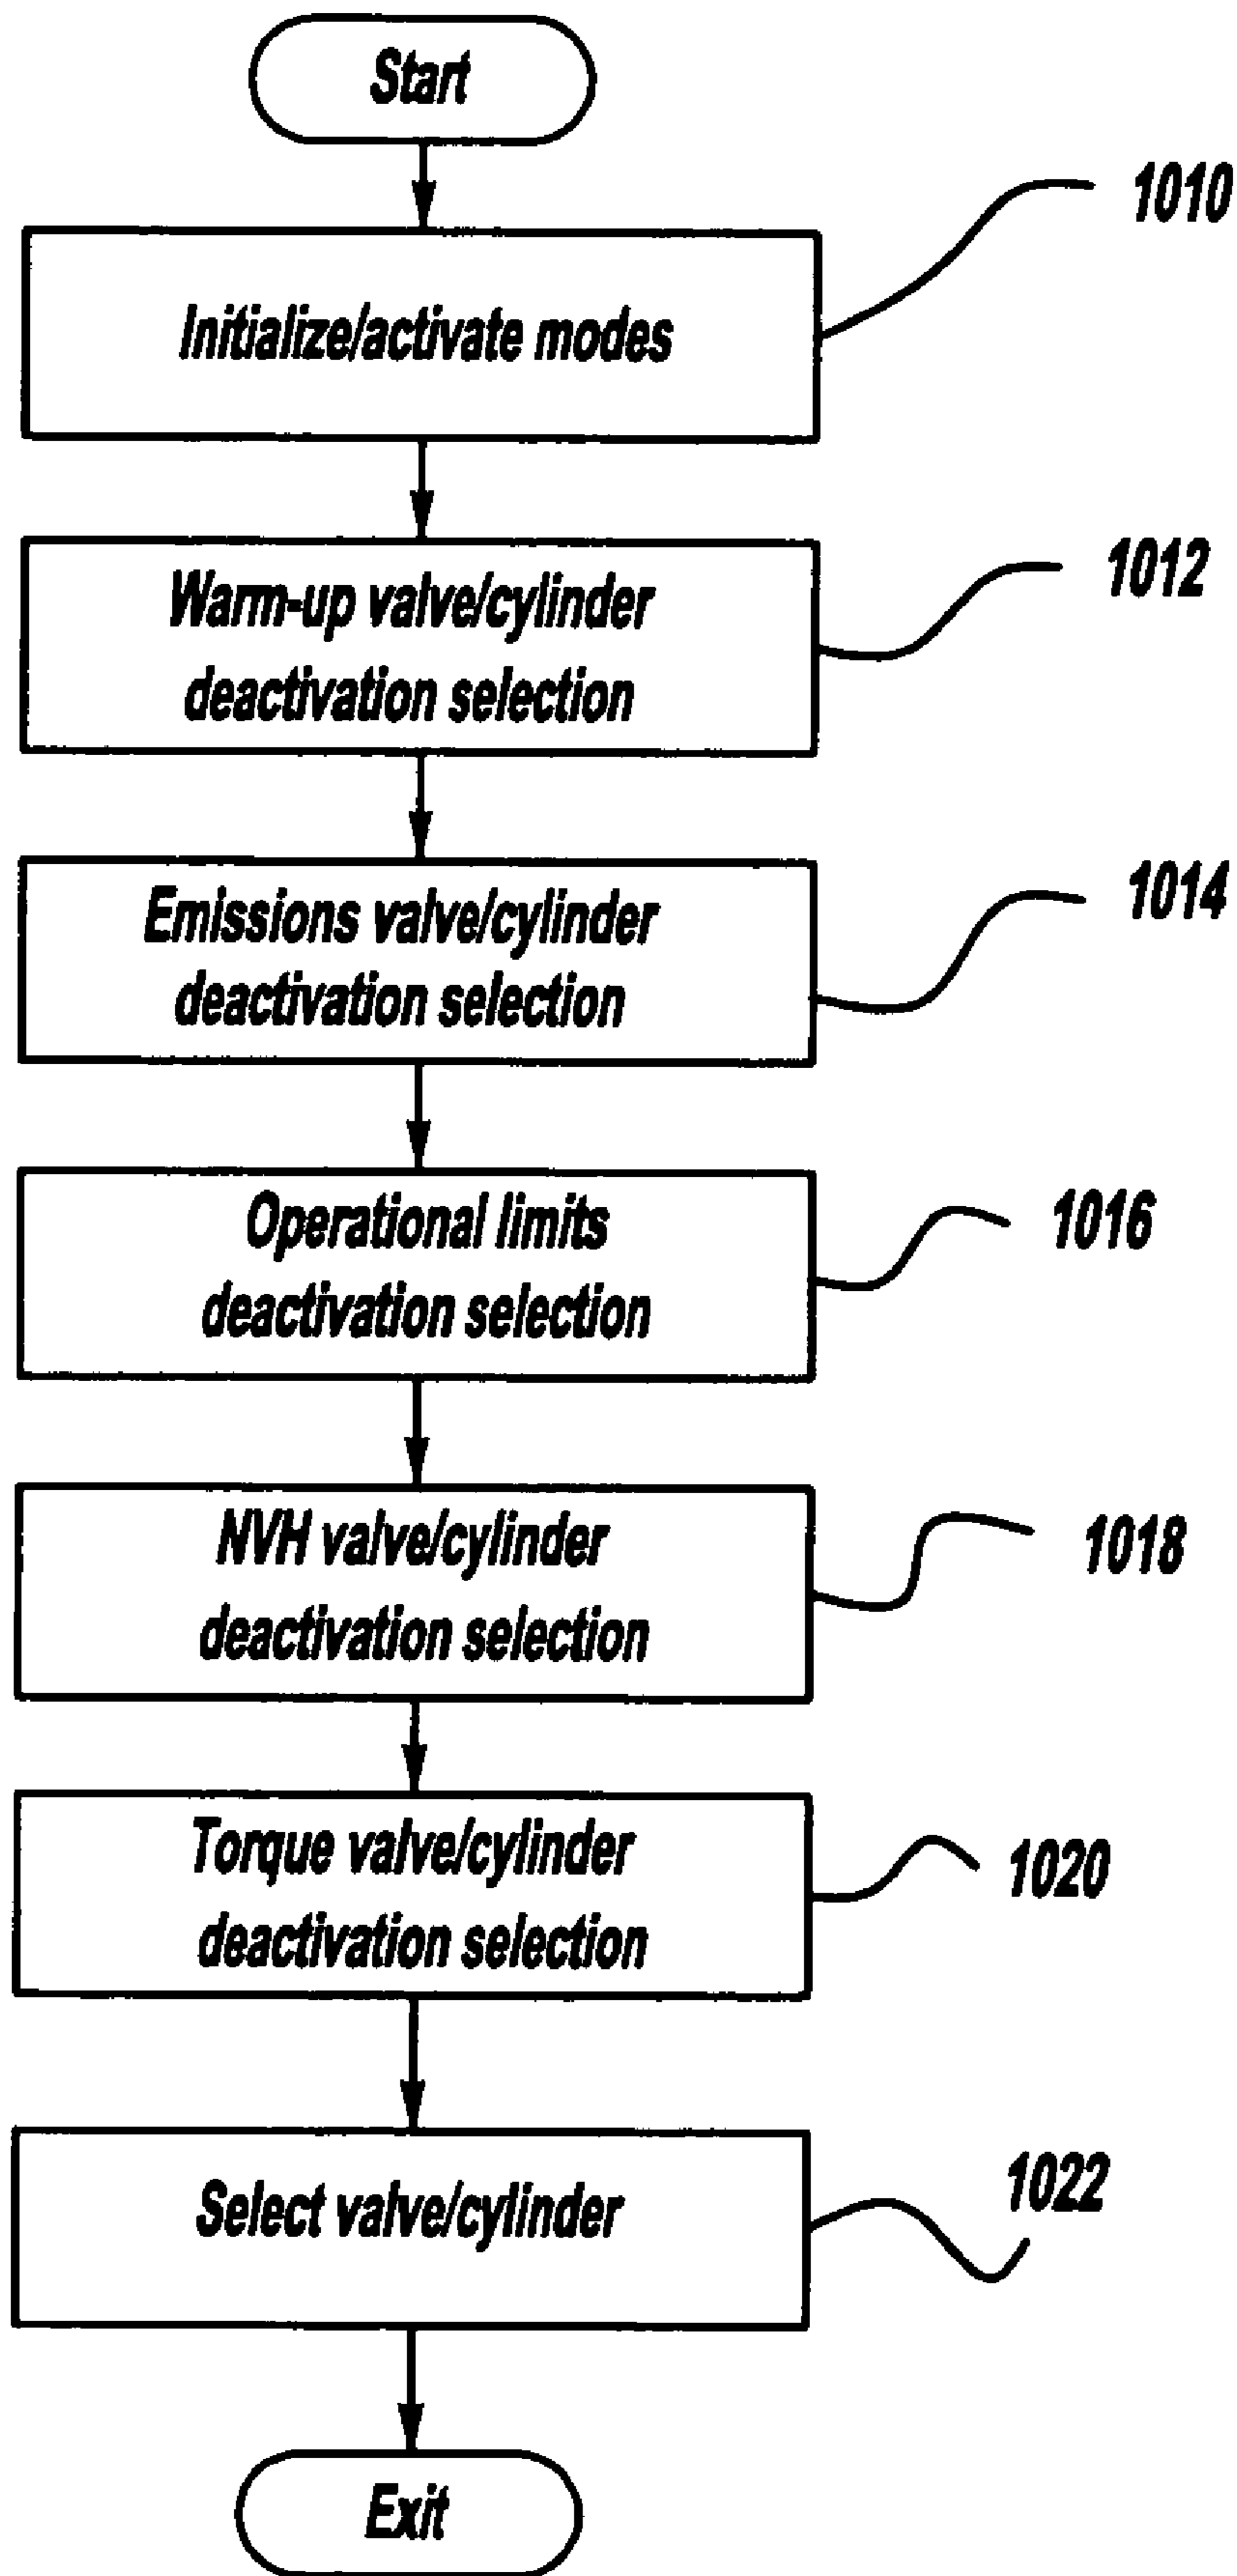 Start
1010
Initialize/activate modes
1012
Warm-up valve/cylinder
deactivation selection
1014
Emissions valve/cylinder
deactivation selection
1016
Operational limits
deactivation selection
1018
NVH valve/cylinder
deactivation selection
1020
Torque valve/cylinder
deactivation selection
1022
Select valve/cylinder
Exit